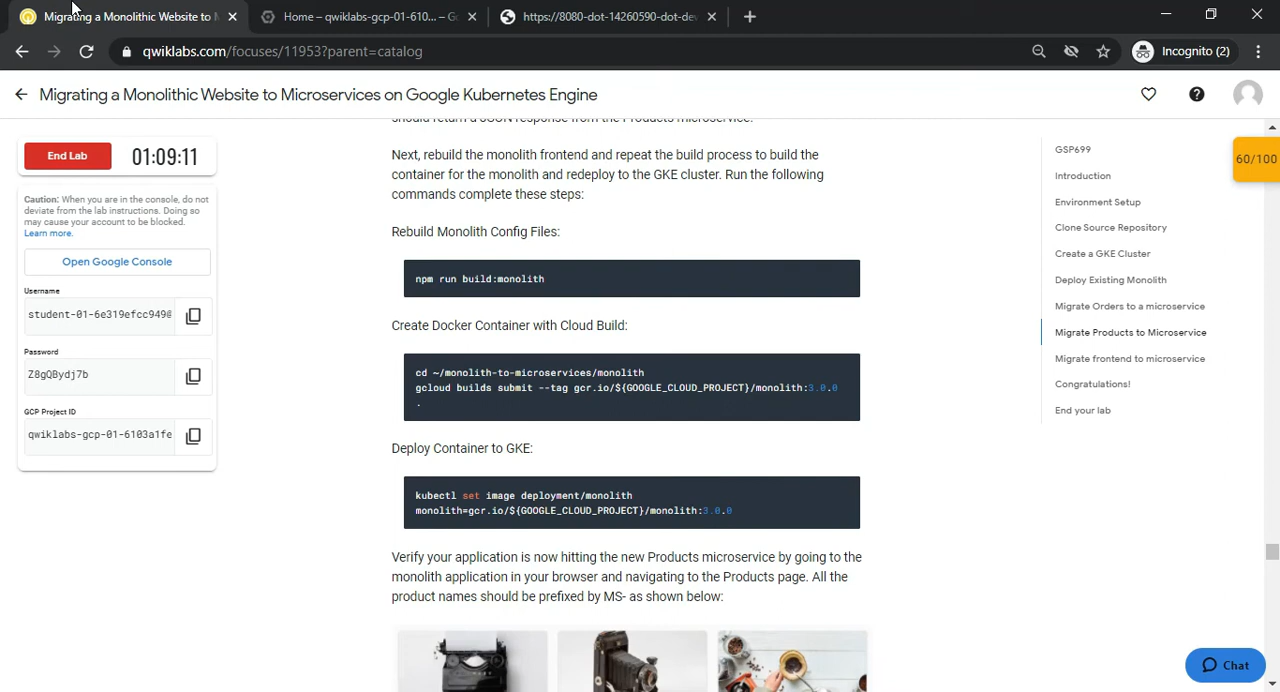 Migrating a Monolithic Website to M
Home – qwiklabs-gcp-01-610... – Go
https://8080-dot-14260590-dot-dev
qwiklabs.com/focuses/11953?parent=catalog
Incognito (2)
Migrating a Monolithic Website to Microservices on Google Kubernetes Engine
End Lab
01:09:11
Caution: When you are in the console, do not
deviate from the lab instructions. Doing so
may cause your account to be blocked.
Learn more.
Open Google Console
Username
student-01-6e319efcc949@
Password
Z8gQBydj7b
GCP Project ID
qwiklabs-gcp-01-6103a1fe
should return a JSON response from the Products microservice.
Next, rebuild the monolith frontend and repeat the build process to build the
container for the monolith and redeploy to the GKE cluster. Run the following
commands complete these steps:
Rebuild Monolith Config Files:
npm run build:monolith
Create Docker Container with Cloud Build:
cd ~/monolith-to-microservices/monolith
gcloud builds submit --tag gcr.io/${GOOGLE_CLOUD_PROJECT}/monolith:3.0.0
.
Deploy Container to GKE:
kubectl set image deployment/monolith
monolith=gcr.io/${GOOGLE_CLOUD_PROJECT}/monolith:3.0.0
Verify your application is now hitting the new Products microservice by going to the
monolith application in your browser and navigating to the Products page. All the
product names should be prefixed by MS- as shown below:
GSP699
Introduction
Environment Setup
Clone Source Repository
Create a GKE Cluster
Deploy Existing Monolith
Migrate Orders to a microservice
Migrate Products to Microservice
Migrate frontend to microservice
Congratulations!
End your lab
60/100
Chat